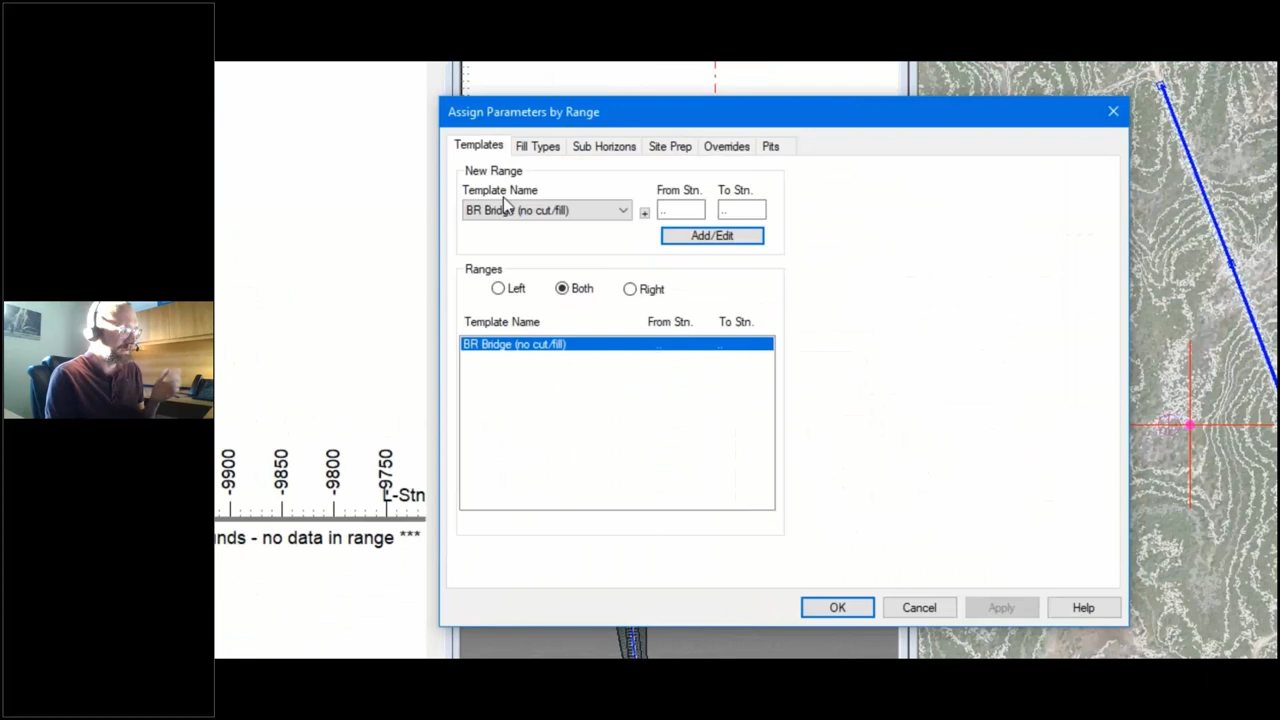 Assign Parameters by Range
Templates Fill Types Sub Horizons Site Prep Overrides Pits
New Range
Template Name From Stn. To Stn.
BR Bridge (no cut/fill) + .. ..
Add/Edit
Ranges
Left Both Right
Template Name From Stn. To Stn.
BR Bridge (no cut/fill) .. ..
OK Cancel Apply Help
-9900 -9850 -9800 -9750
L-Stn
nds - no data in range ***